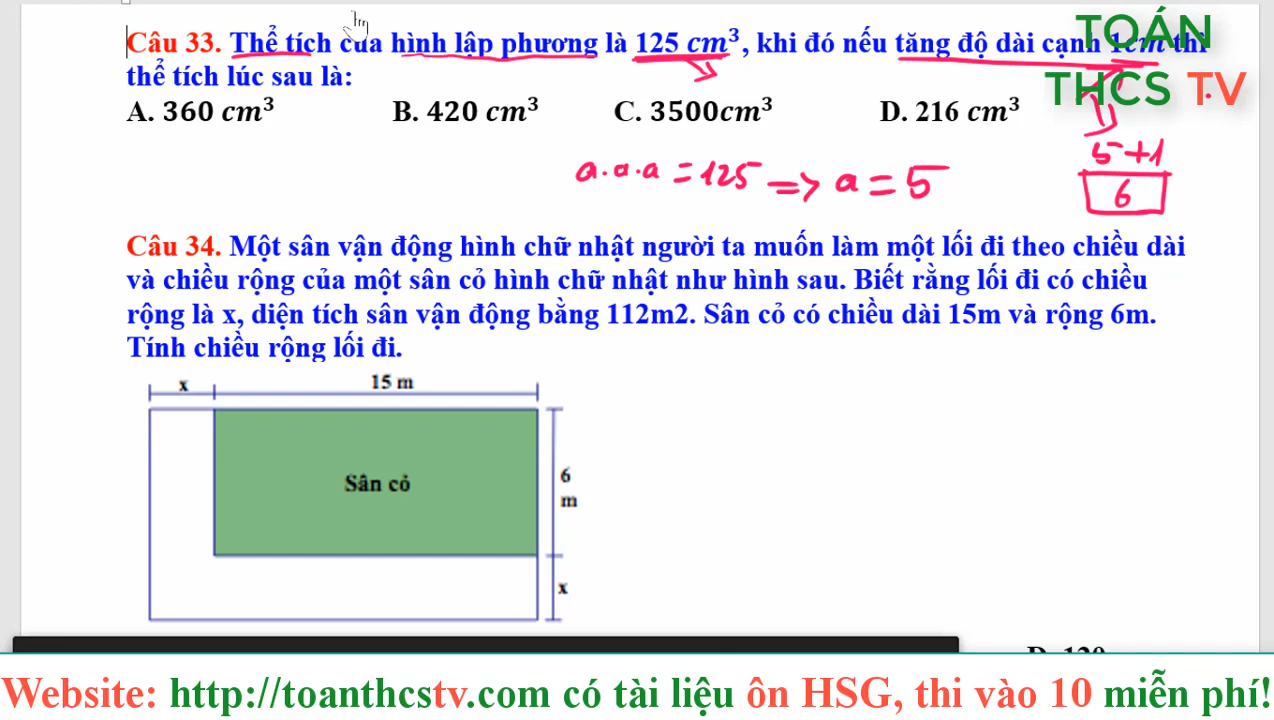 Câu 33. Thể tích của hình lập phương là 125 cm³, khi đó nếu tăng độ dài cạnh 1cm thì
TOÁN
thể tích lúc sau là:
THCS TV
A. 360 cm³ B. 420 cm³ C. 3500cm³ D. 216 cm³
5+1
a.a.a = 125 => a = 5
6
Câu 34. Một sân vận động hình chữ nhật người ta muốn làm một lối đi theo chiều dài
và chiều rộng của một sân cỏ hình chữ nhật như hình sau. Biết rằng lối đi có chiều
rộng là x, diện tích sân vận động bằng 112m2. Sân cỏ có chiều dài 15m và rộng 6m.
Tính chiều rộng lối đi.
x 15 m
Sân cỏ
6
m
x
Website: http://toanthcstv.com có tài liệu ôn HSG, thi vào 10 miễn phí!